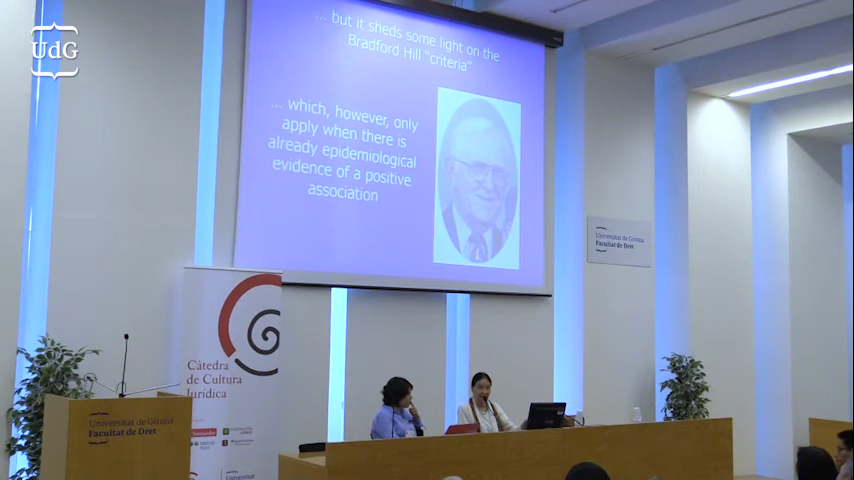 UdG
... but it sheds some light on the
Bradford Hill "criteria"
... which, however, only
apply when there is
already epidemiological
evidence of a positive
association
Universitat de Girona
Facultat de Dret
Càtedra
de Cultura
Jurídica
Universitat de Girona
Facultat de Dret